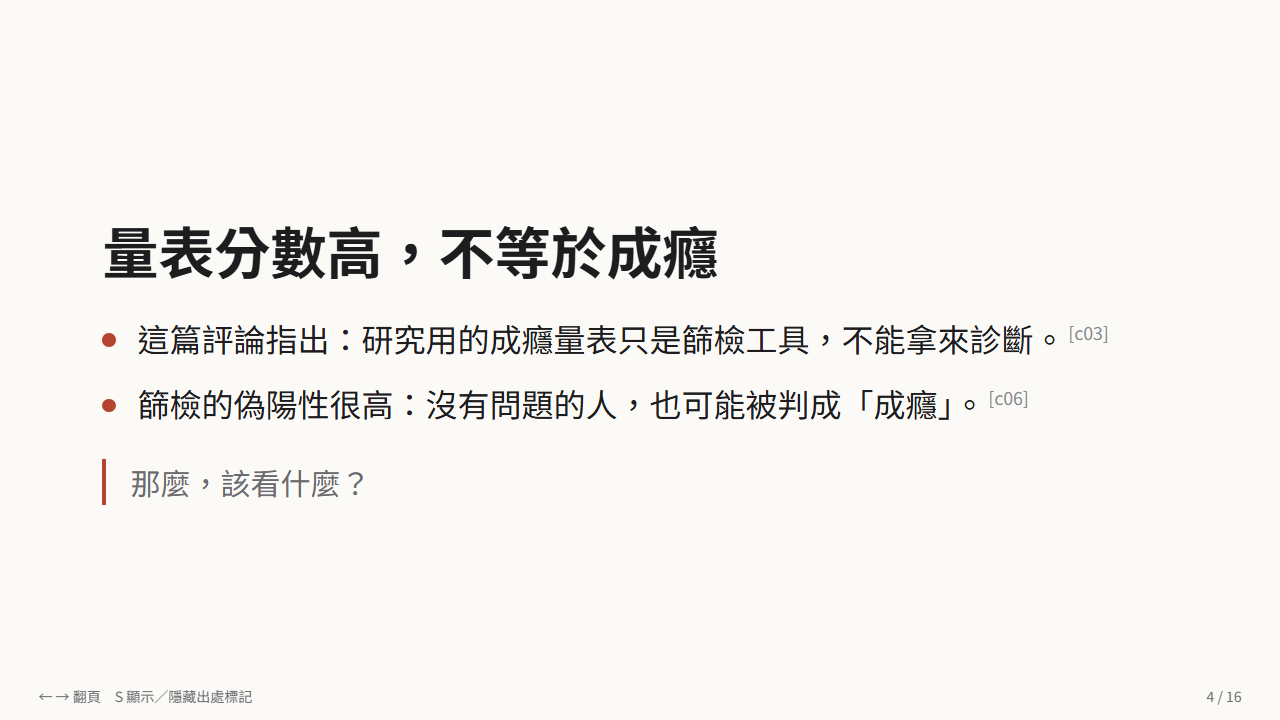 量表分數高，不等於成癮
這篇評論指出：研究用的成癮量表只是篩檢工具，不能拿來診斷。[c03]
篩檢的偽陽性很高：沒有問題的人，也可能被判成「成癮」。[c06]
那麼，該看什麼？
←→ 翻頁　S 顯示／隱藏出處標記
4 / 16